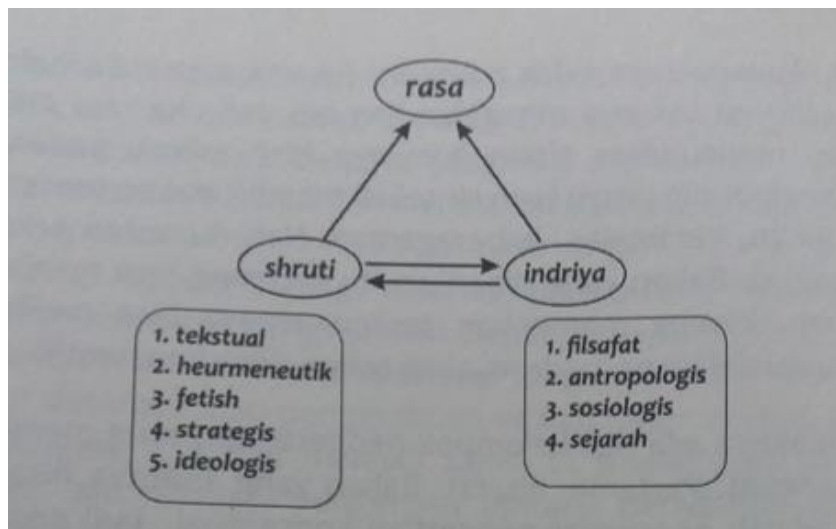 rasa
shruti
indriya
1. tekstual
2. heurmeneutik
3. fetish
4. strategis
5. ideologis
1. filsafat
2. antropologis
3. sosiologis
4. sejarah